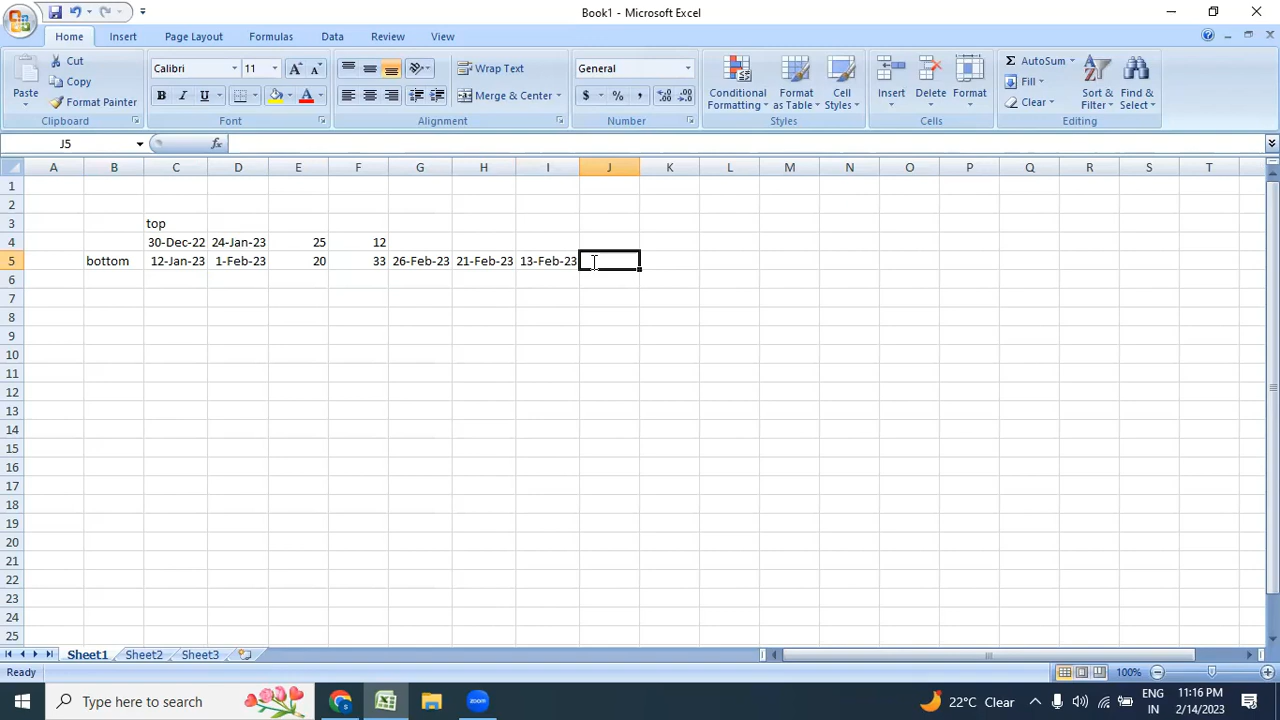 Book1 - Microsoft Excel
Home Insert Page Layout Formulas Data Review View
Paste
Cut
Copy
Format Painter
Clipboard
Calibri 11
B I U
Font
Wrap Text
Merge & Center
Alignment
General
$ % ,
Number
Conditional Formatting
Format as Table
Cell Styles
Styles
Insert
Delete
Format
Cells
Σ AutoSum
Fill
Clear
Sort & Filter
Find & Select
Editing
J5 fx
A B C D E F G H I J K L M N O P Q R S T
1
2
3 top
4 30-Dec-22 24-Jan-23 25 12
5 bottom 12-Jan-23 1-Feb-23 20 33 26-Feb-23 21-Feb-23 13-Feb-23
6
7
8
9
10
11
12
13
14
15
16
17
18
19
20
21
22
23
24
25
Sheet1 Sheet2 Sheet3
Ready 100%
Type here to search
22°C Clear
ENG
IN
11:16 PM
2/14/2023